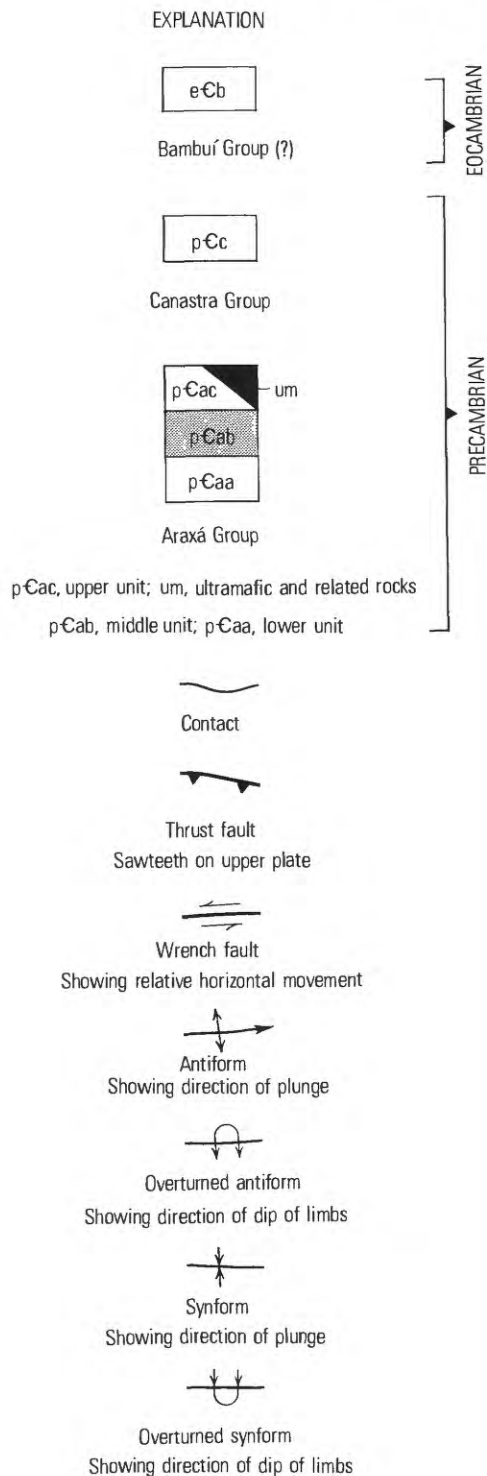 EXPLANATION
e€b
Bambuí Group (?)
EOCAMBRIAN
p€c
Canastra Group
p€ac
um
p€ab
p€aa
Araxá Group
p€ac, upper unit; um, ultramafic and related rocks
p€ab, middle unit; p€aa, lower unit
PRECAMBRIAN
Contact
Thrust fault
Sawteeth on upper plate
Wrench fault
Showing relative horizontal movement
Antiform
Showing direction of plunge
Overturned antiform
Showing direction of dip of limbs
Synform
Showing direction of plunge
Overturned synform
Showing direction of dip of limbs